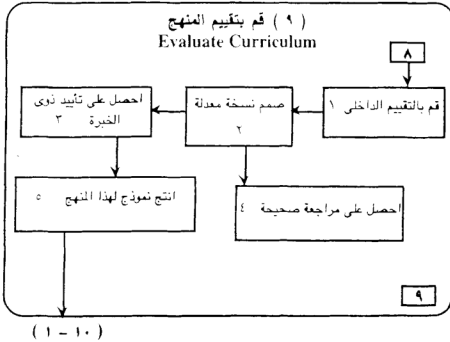 ( ٩ ) قم بتقييم المنهج
Evaluate Curriculum
٨
قم بالتقييم الداخلى ١
صمم نسخة معدلة
٢
احصل على تأييد ذوى
الخبرة ٣
احصل على مراجعة صحيحة ٤
انتج نموذج لهذا المنهج ٥
٩
( ١٠ - ١ )